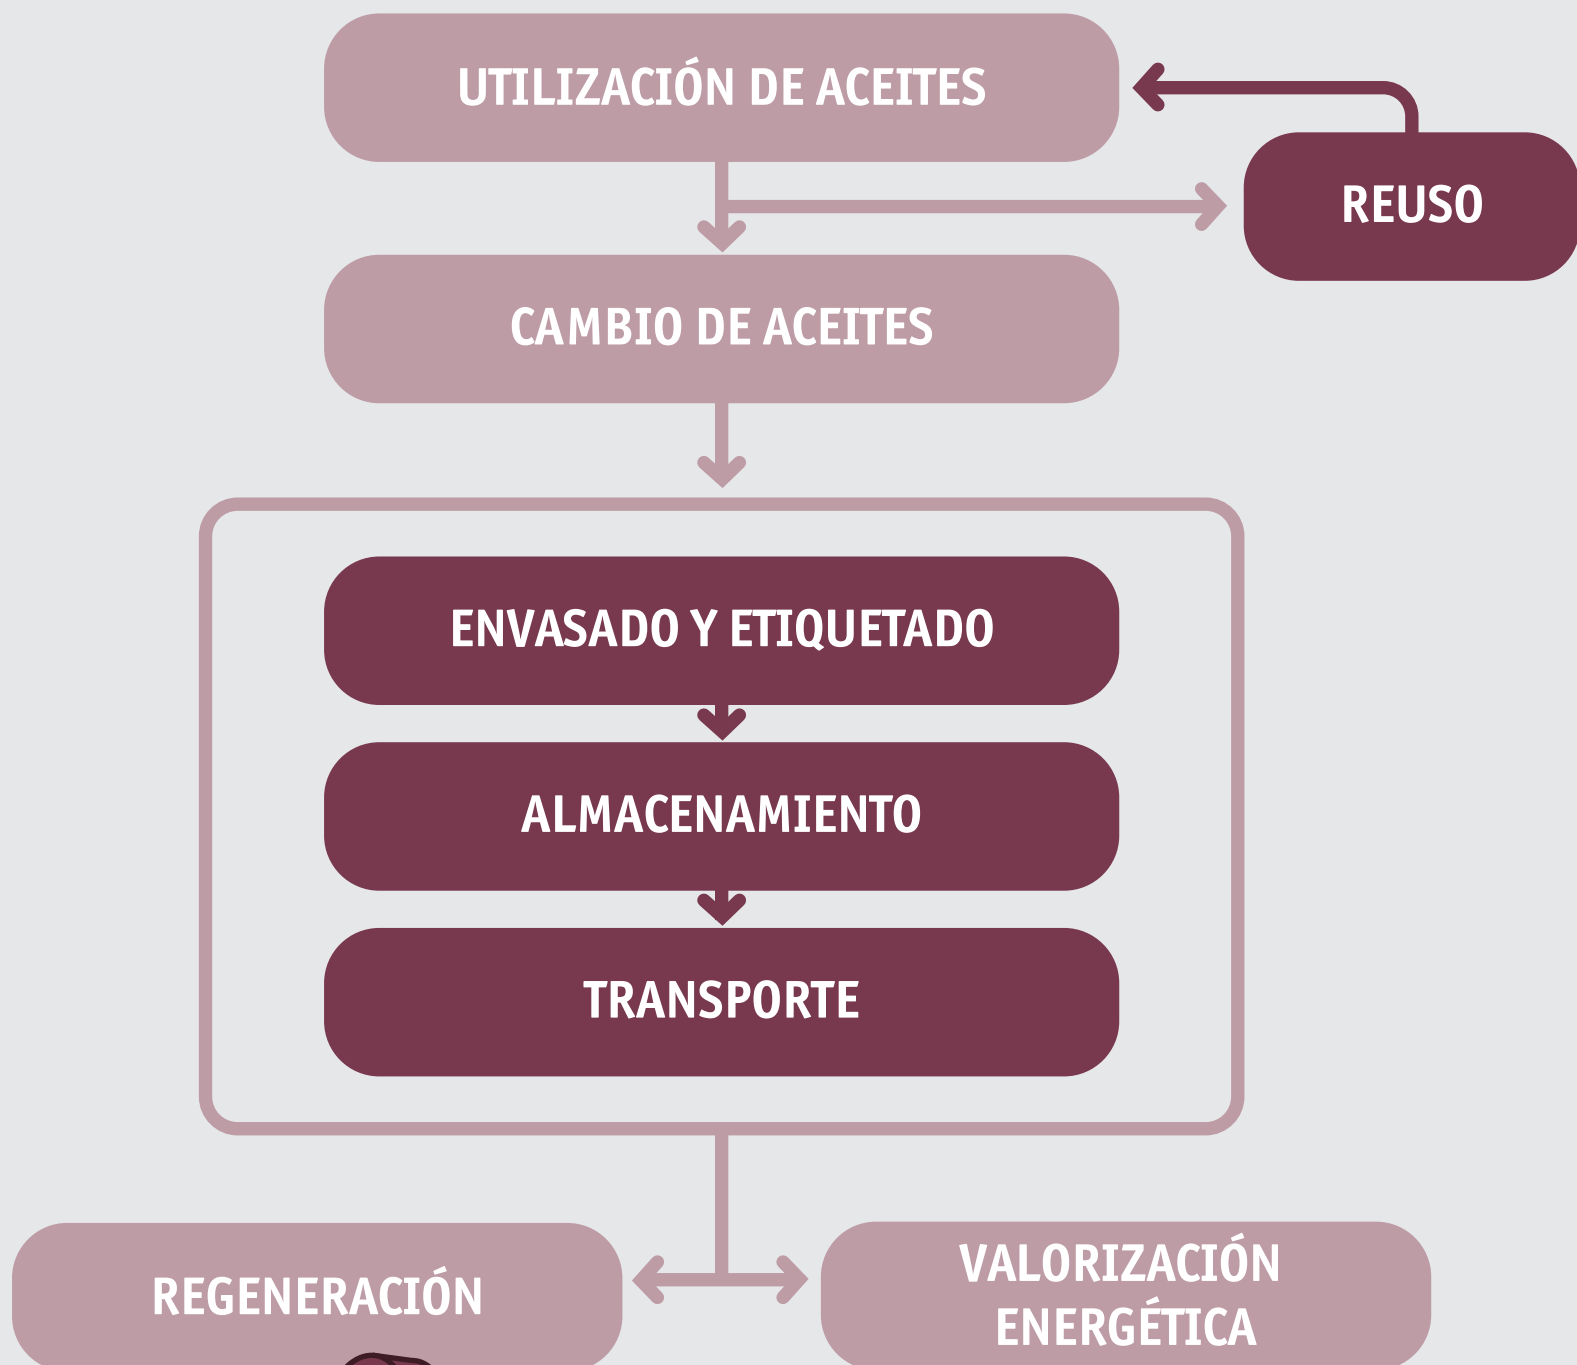 UTILIZACIÓN DE ACEITES
REUSO
CAMBIO DE ACEITES
ENVASADO Y ETIQUETADO
ALMACENAMIENTO
TRANSPORTE
REGENERACIÓN
VALORIZACIÓN
ENERGÉTICA